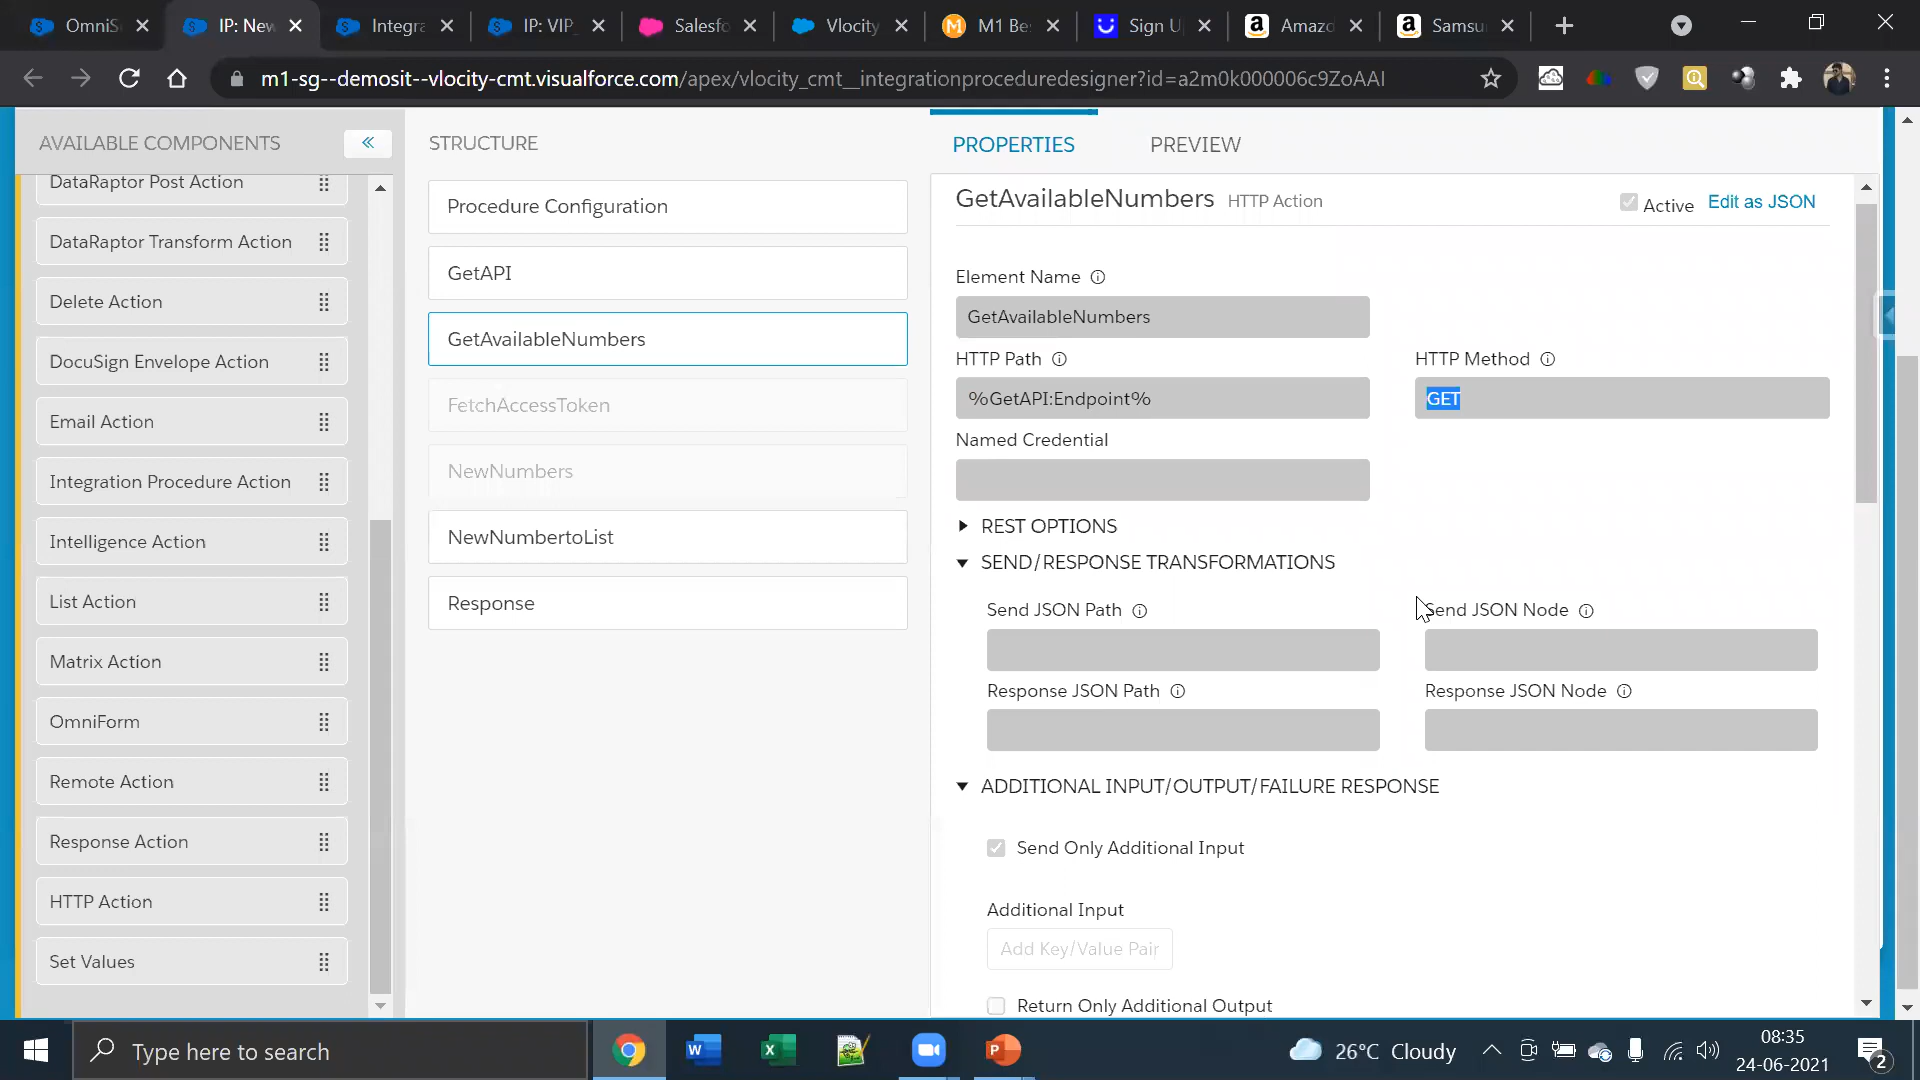 OmniS
IP: New
Integra
IP: VIP_
Salesfo
Vlocity
M1 Be
Sign U
Amazo
Samsu
m1-sg--demosit--vlocity-cmt.visualforce.com/apex/vlocity_cmt__integrationproceduredesigner?id=a2m0k000006c9ZoAAI
AVAILABLE COMPONENTS
DataRaptor Post Action
DataRaptor Transform Action
Delete Action
DocuSign Envelope Action
Email Action
Integration Procedure Action
Intelligence Action
List Action
Matrix Action
OmniForm
Remote Action
Response Action
HTTP Action
Set Values
STRUCTURE
Procedure Configuration
GetAPI
GetAvailableNumbers
FetchAccessToken
NewNumbers
NewNumbertoList
Response
PROPERTIES
PREVIEW
GetAvailableNumbers HTTP Action
Active Edit as JSON
Element Name
GetAvailableNumbers
HTTP Path
%GetAPI:Endpoint%
HTTP Method
GET
Named Credential
REST OPTIONS
SEND/RESPONSE TRANSFORMATIONS
Send JSON Path
Send JSON Node
Response JSON Path
Response JSON Node
ADDITIONAL INPUT/OUTPUT/FAILURE RESPONSE
Send Only Additional Input
Additional Input
Add Key/Value Pair
Return Only Additional Output
Type here to search
26°C Cloudy
08:35
24-06-2021
2